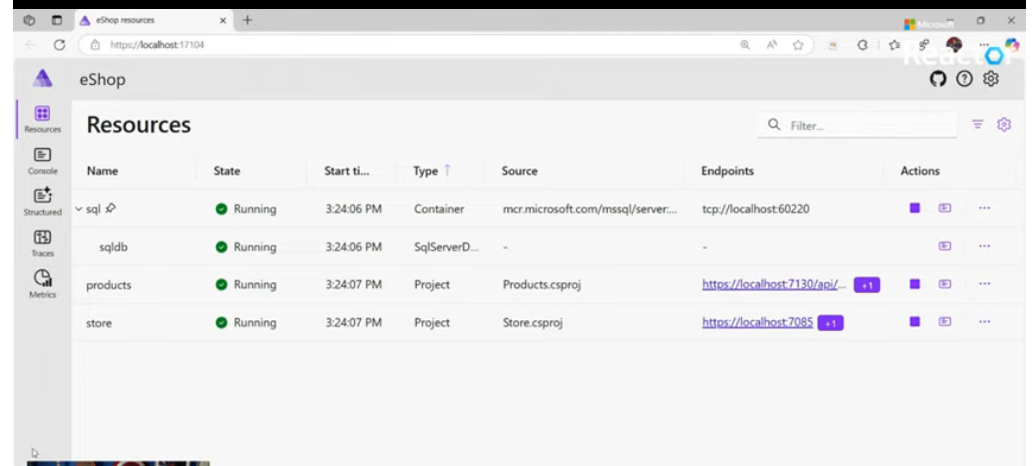 eShop resources
https://localhost:17104
Microsoft
Reactor
eShop
Resources
Console
Structured
Traces
Metrics
Resources
Filter...
Name State Start ti... Type Source Endpoints Actions
sql Running 3:24:06 PM Container mcr.microsoft.com/mssql/server:... tcp://localhost:60220
sqldb Running 3:24:06 PM SqlServerD... - -
products Running 3:24:07 PM Project Products.csproj https://localhost:7130/api/... +1
store Running 3:24:07 PM Project Store.csproj https://localhost:7085 +1